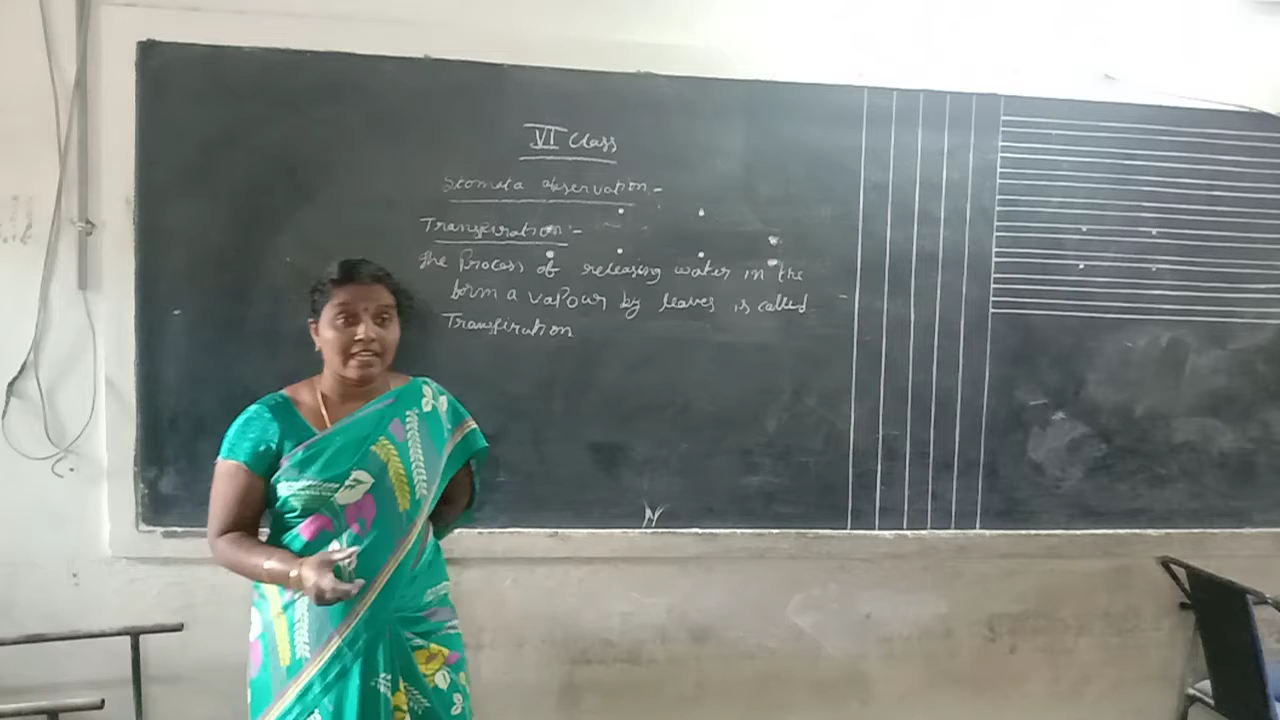 VI Class
Stomata observation:-
Transpiration:-
The Process of releasing water in the
form a vapour by leaves is called
Transpiration